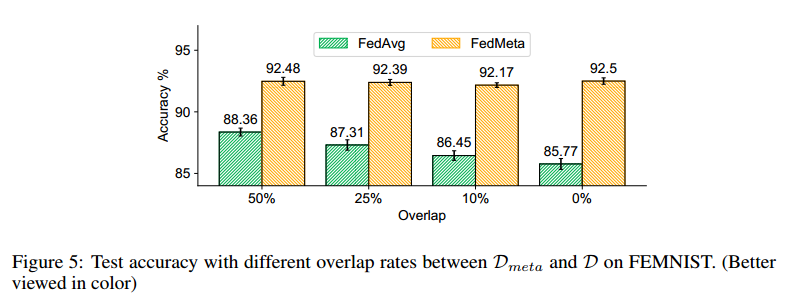 FedAvg FedMeta
95
90
85
Accuracy %
88.36 92.48 87.31 92.39 86.45 92.17 85.77 92.5
50% 25% 10% 0%
Overlap
Figure 5: Test accuracy with different overlap rates between 𝒟meta and 𝒟 on FEMNIST. (Better
viewed in color)